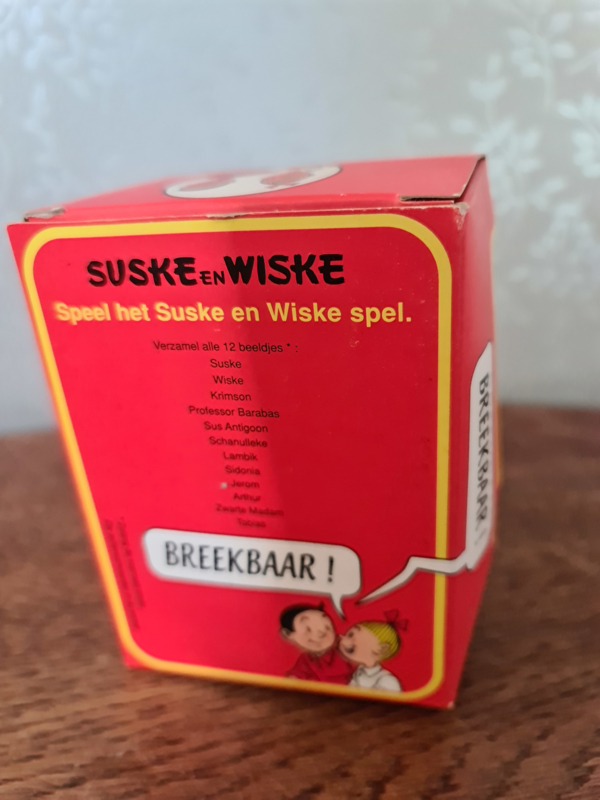 SUSKE EN WISKE
Speel het Suske en Wiske spel.
Verzamel alle 12 beeldjes * :
Suske
Wiske
Krimson
Professor Barabas
Sus Antigoon
Schanulleke
Lambik
Sidonia
Jerom
Arthur
Zwarte Madam
Tobias
BREEKBAAR !
BREEKBAAR !